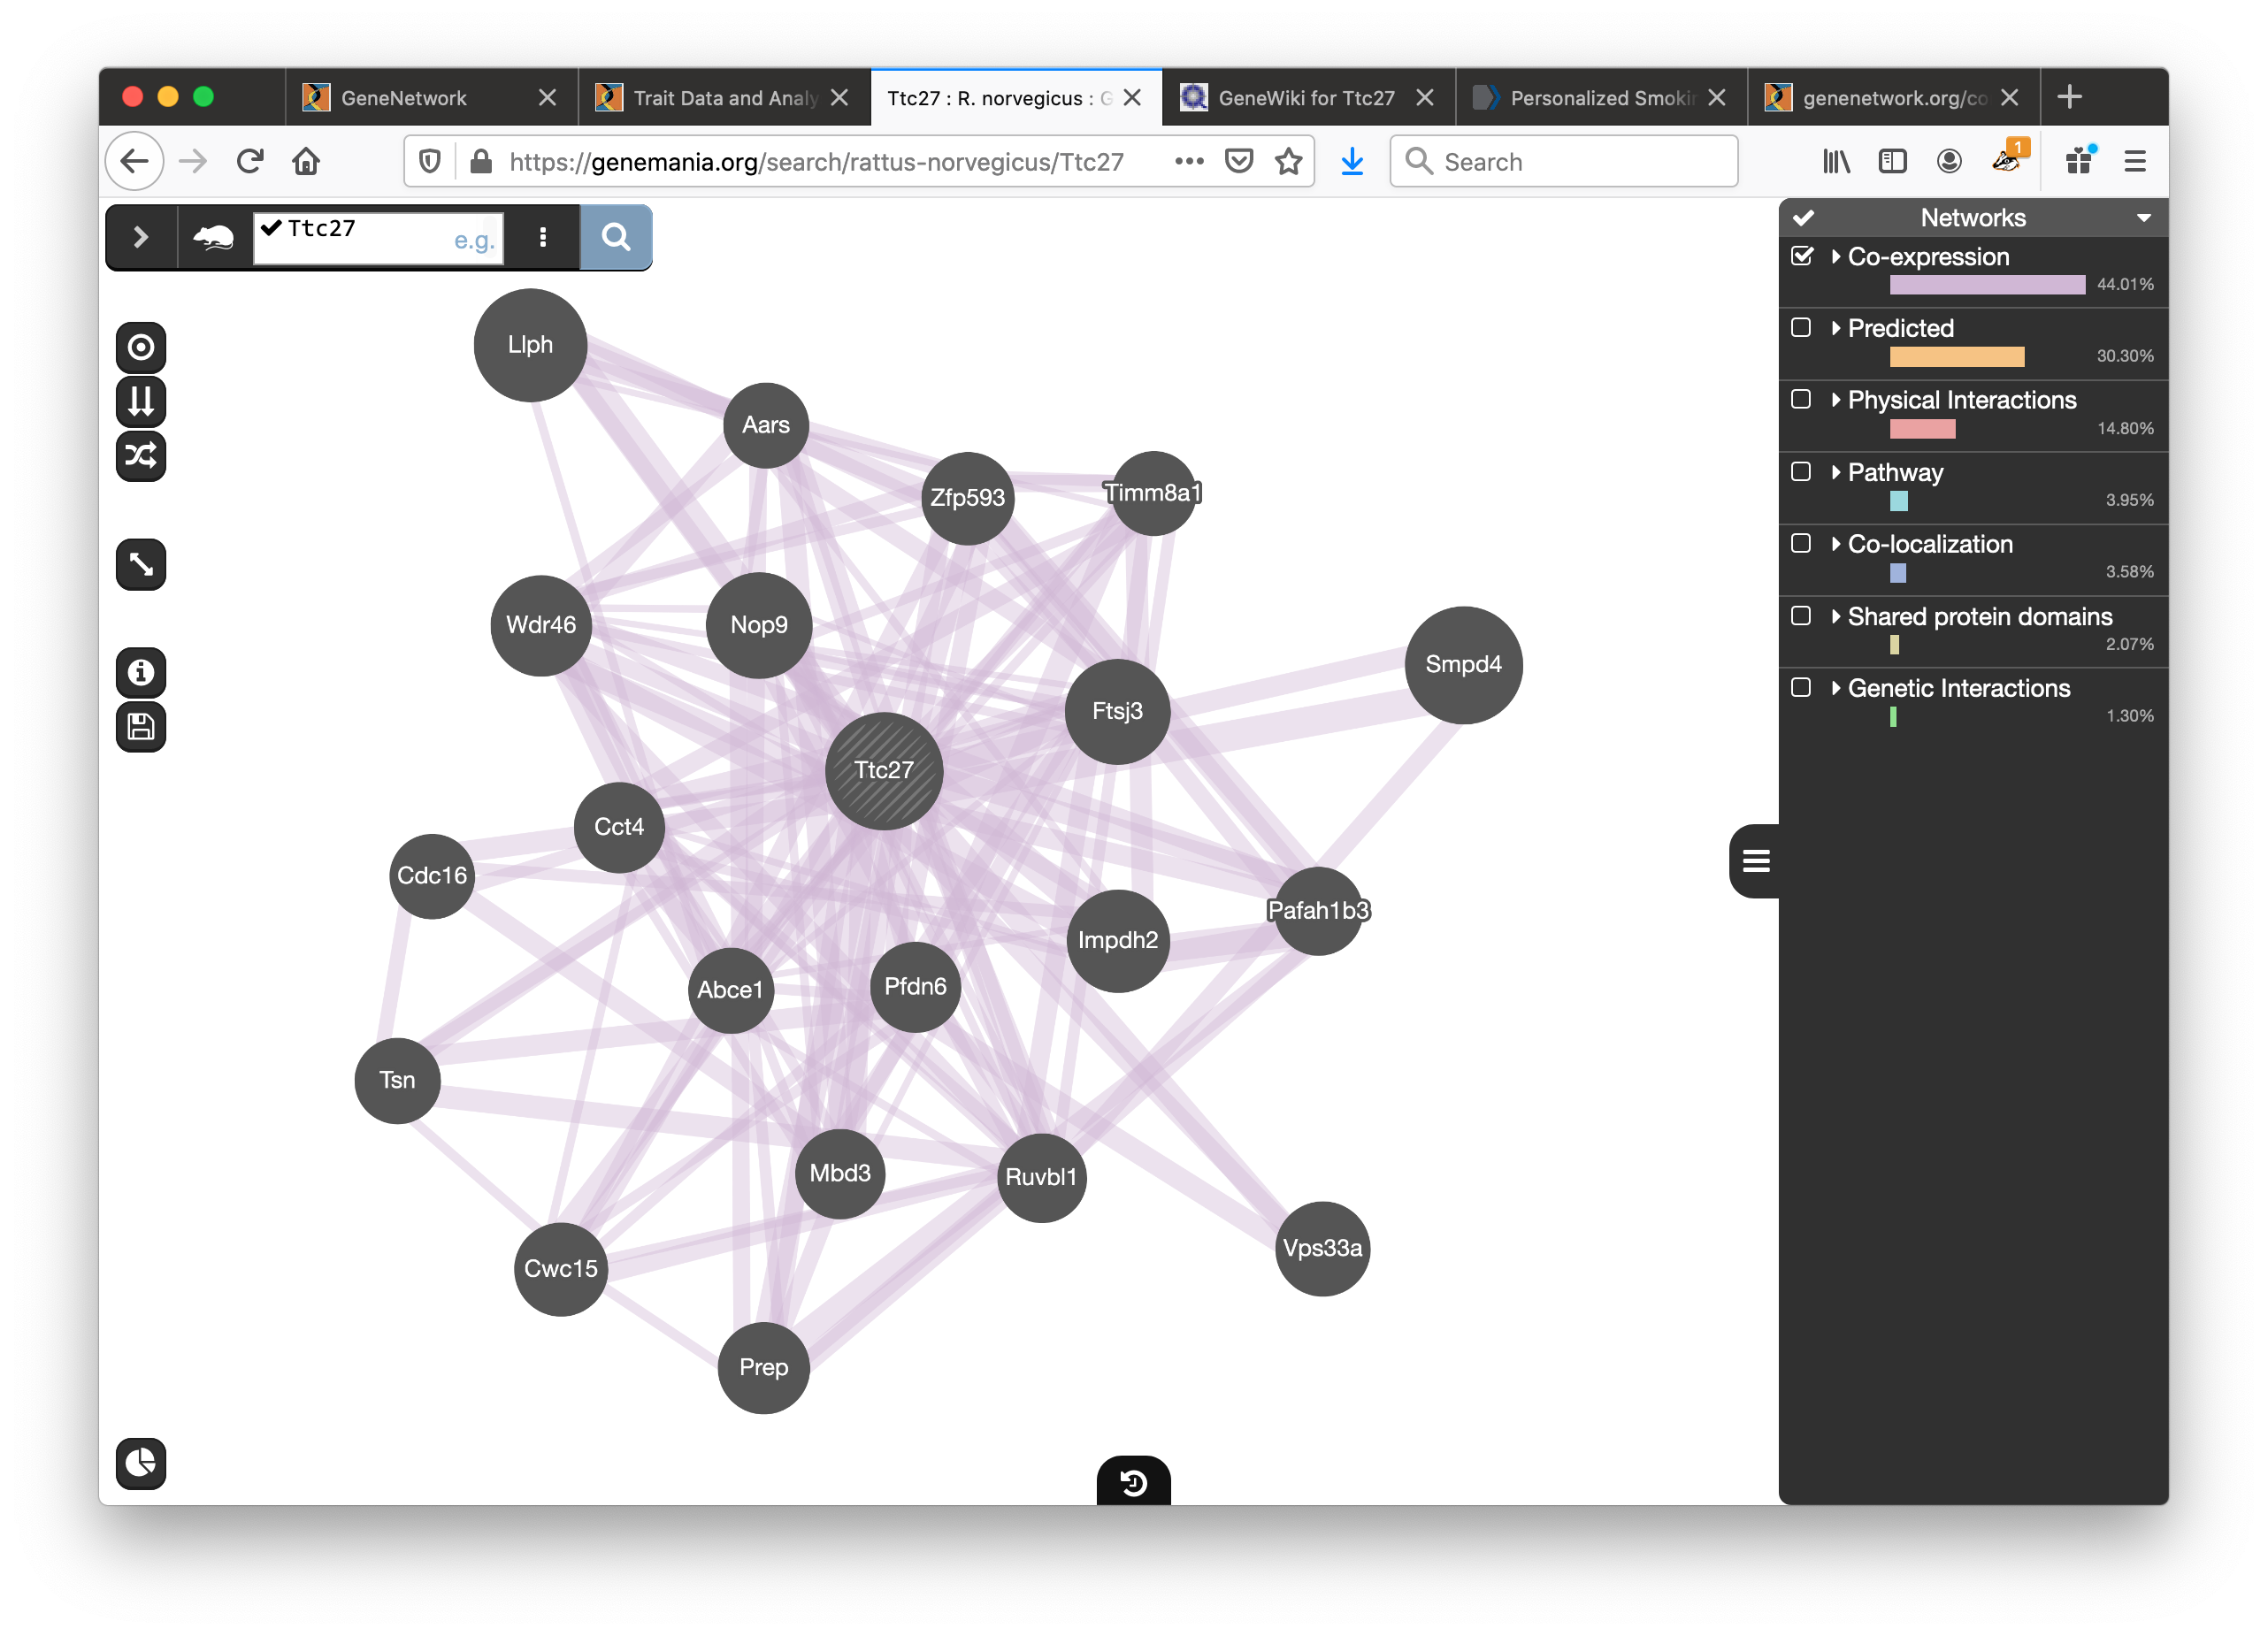 GeneNetwork
Trait Data and Analy
Ttc27 : R. norvegicus : G
GeneWiki for Ttc27
Personalized Smokin
genenetwork.org/co
https://genemania.org/search/rattus-norvegicus/Ttc27
Search
1
Ttc27
e.g.
Networks
Co-expression
44.01%
Predicted
30.30%
Physical Interactions
14.80%
Pathway
3.95%
Co-localization
3.58%
Shared protein domains
2.07%
Genetic Interactions
1.30%
Llph
Aars
Zfp593
Timm8a1
Wdr46
Nop9
Smpd4
Ftsj3
Ttc27
Cct4
Cdc16
Pafah1b3
Impdh2
Abce1
Pfdn6
Tsn
Mbd3
Ruvbl1
Vps33a
Cwc15
Prep